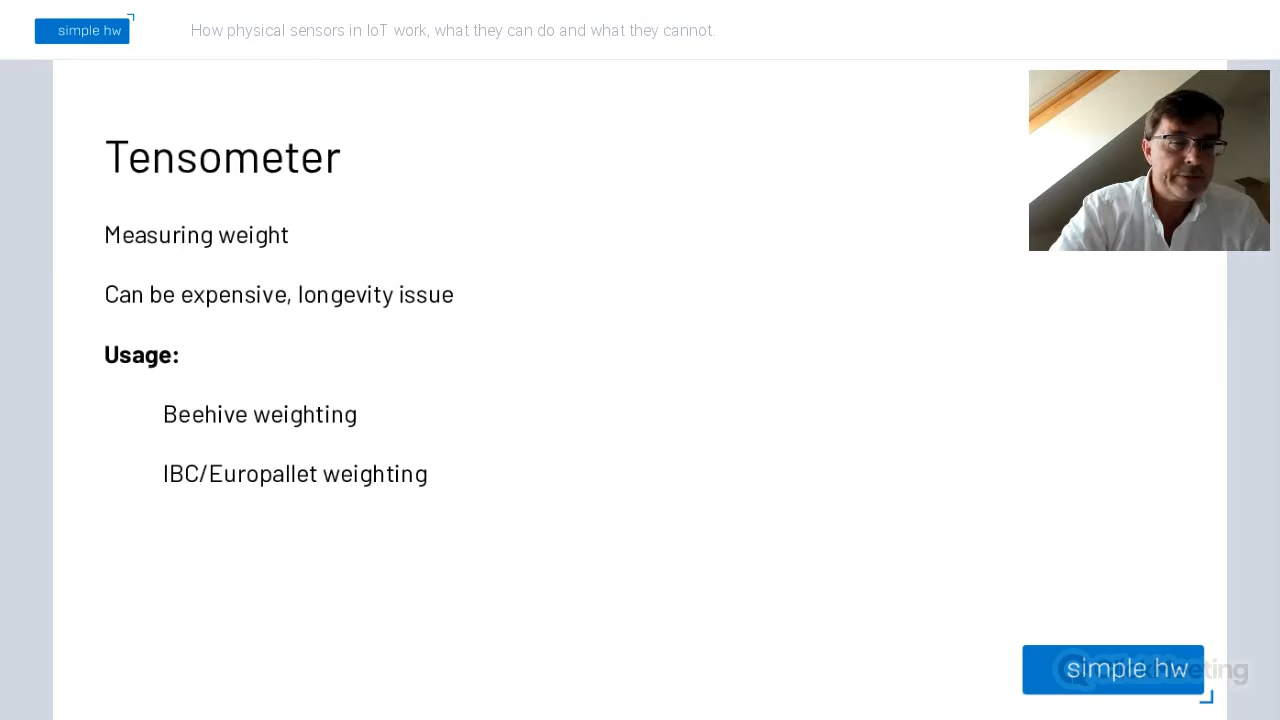 simple hw
How physical sensors in IoT work, what they can do and what they cannot.
Tensometer
Measuring weight
Can be expensive, longevity issue
Usage:
Beehive weighting
IBC/Europallet weighting
simple hw